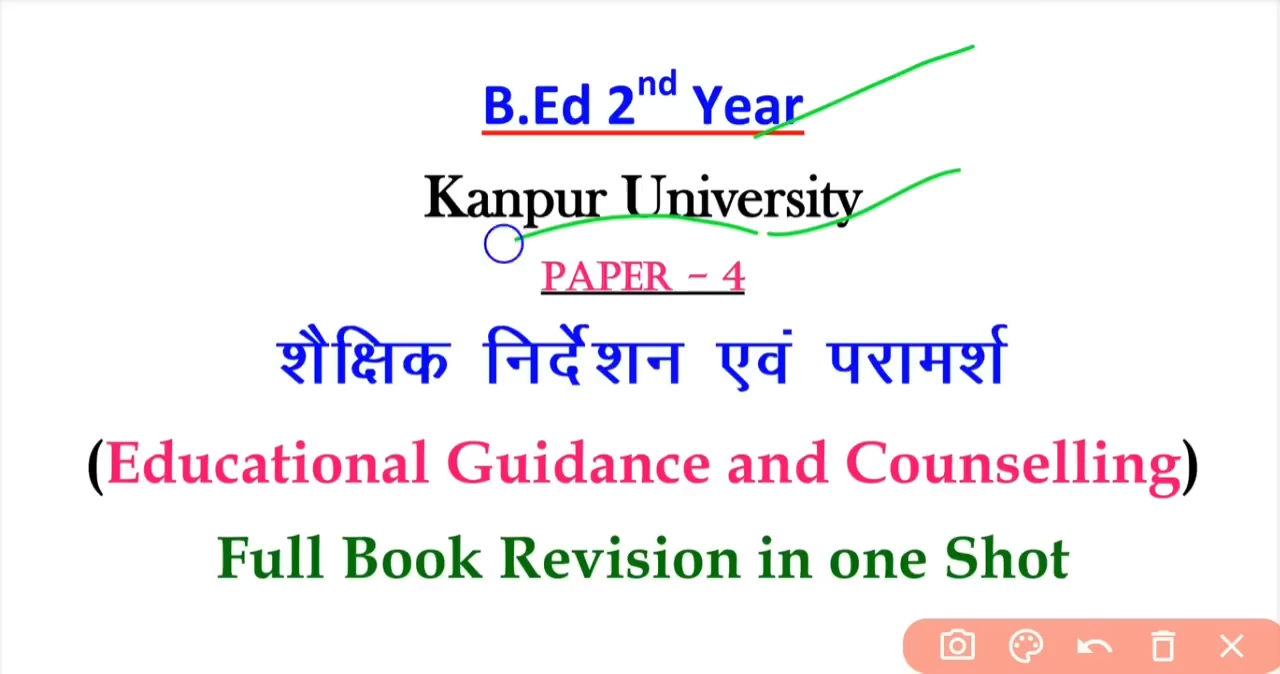 B.Ed 2nd Year
Kanpur University
PAPER – 4
शैक्षिक निर्देशन एवं परामर्श
(Educational Guidance and Counselling)
Full Book Revision in one Shot